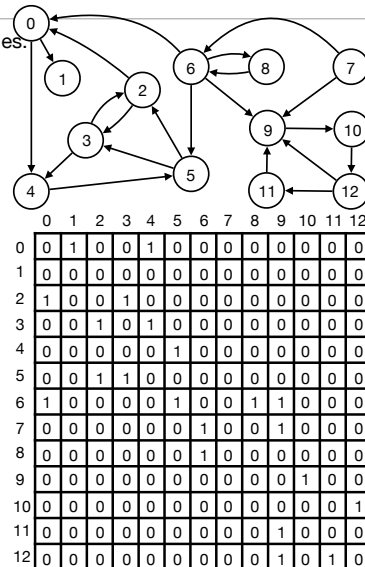 0
es.
1
2
3
4
5
6
8
7
9
10
11
12
0 1 2 3 4 5 6 7 8 9 10 11 12
0 0 1 0 0 1 0 0 0 0 0 0 0 0
1 0 0 0 0 0 0 0 0 0 0 0 0 0
2 1 0 0 1 0 0 0 0 0 0 0 0 0
3 0 0 1 0 1 0 0 0 0 0 0 0 0
4 0 0 0 0 0 1 0 0 0 0 0 0 0
5 0 0 1 1 0 0 0 0 0 0 0 0 0
6 1 0 0 0 0 1 0 0 1 1 0 0 0
7 0 0 0 0 0 0 1 0 0 1 0 0 0
8 0 0 0 0 0 0 1 0 0 0 0 0 0
9 0 0 0 0 0 0 0 0 0 0 1 0 0
10 0 0 0 0 0 0 0 0 0 0 0 0 1
11 0 0 0 0 0 0 0 0 0 1 0 0 0
12 0 0 0 0 0 0 0 0 0 1 0 1 0